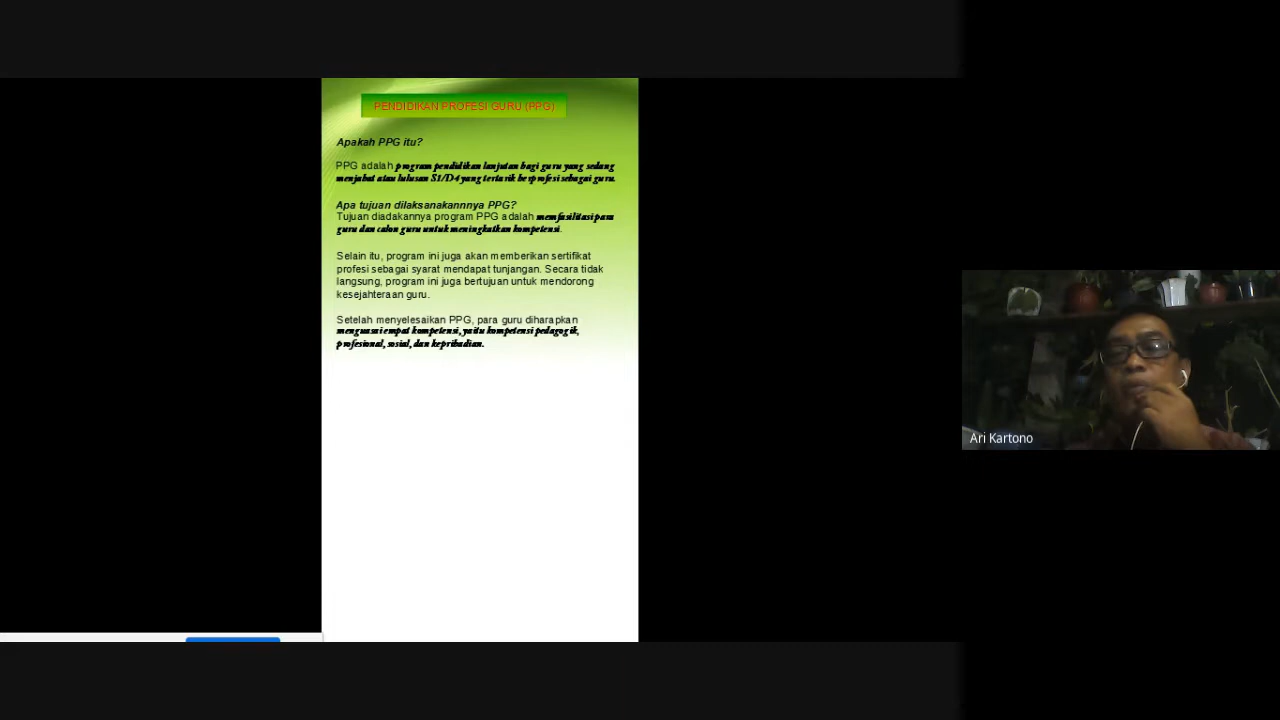 PENDIDIKAN PROFESI GURU (PPG)
Apakah PPG itu?
PPG adalah program pendidikan lanjutan bagi guru yang sedang
menjabat atau lulusan S1/D4 yang tertarik berprofesi sebagai guru.
Apa tujuan dilaksanakannnya PPG?
Tujuan diadakannya program PPG adalah memfasilitasi para
guru dan calon guru untuk meningkatkan kompetensi.
Selain itu, program ini juga akan memberikan sertifikat
profesi sebagai syarat mendapat tunjangan. Secara tidak
langsung, program ini juga bertujuan untuk mendorong
kesejahteraan guru.
Setelah menyelesaikan PPG, para guru diharapkan
menguasai empat kompetensi, yaitu kompetensi pedagogik,
profesional, sosial, dan kepribadian.
Ari Kartono